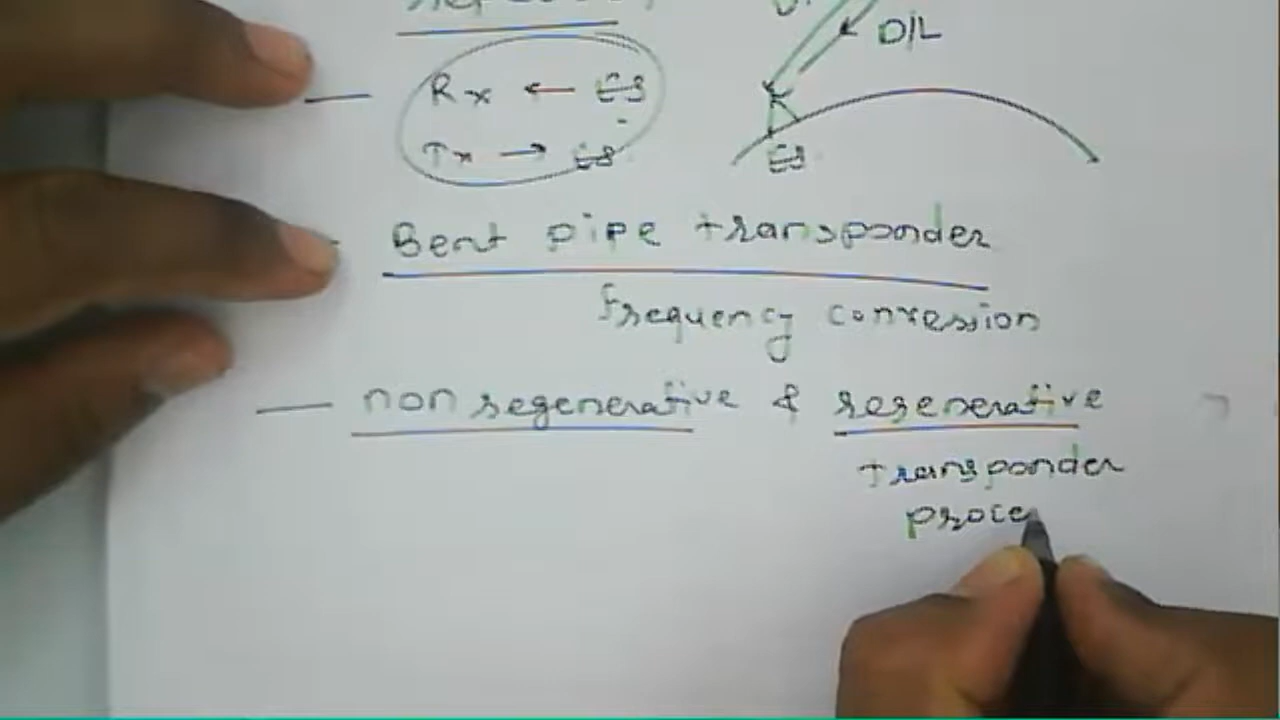 D/L
Rx ← ES
Tx → ES
ES
Bent pipe transponder
frequency conversion
— non regenerative & regenerative
transponder
proce